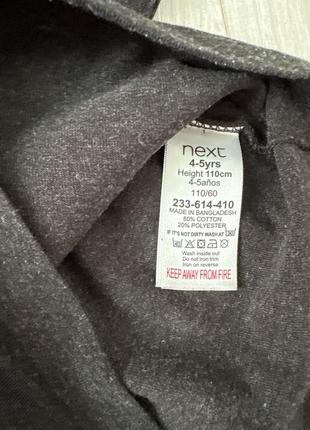 next
4-5yrs
Height 110cm
4-5años
110/60
233-614-410
MADE IN BANGLADESH
80% COTTON
20% POLYESTER
IF IT'S NOT DIRTY WASH AT
Wash inside out
Do not Iron trim
Iron on reverse
KEEP AWAY FROM FIRE